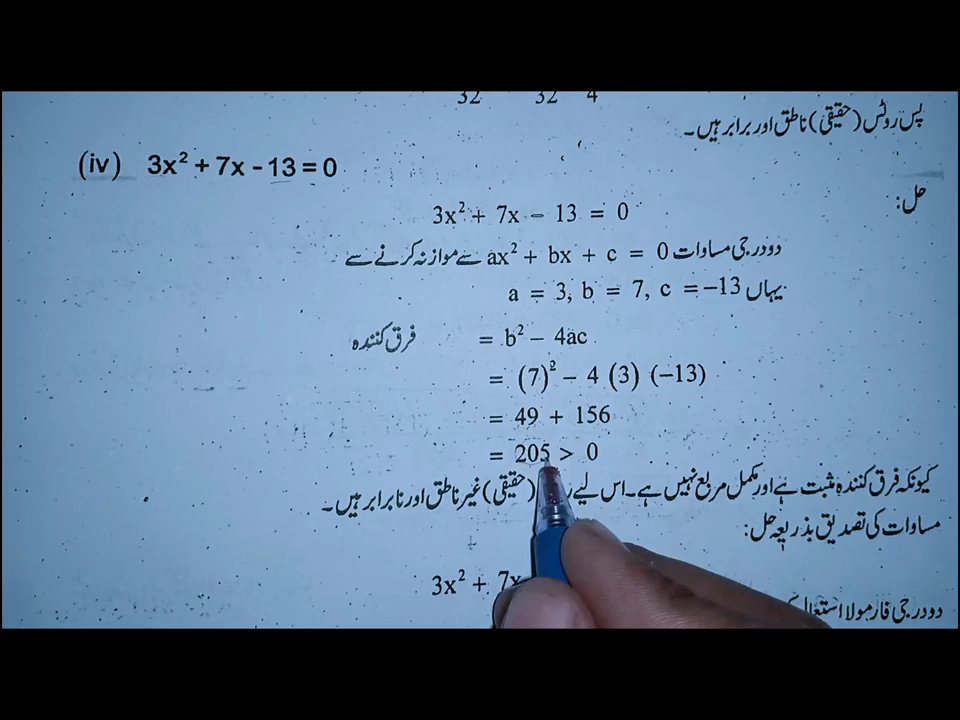 32 32 4
پس روٹس (حقیقی) ناطق اور برابر ہیں۔
(iv) 3x² + 7x - 13 = 0
حل:
3x² + 7x − 13 = 0
دو درجی مساوات ax² + bx + c = 0 سے موازنہ کرنے سے
یہاں a = 3, b = 7, c = −13
فرق کنندہ = b² − 4ac
= (7)² − 4 (3) (−13)
= 49 + 156
= 205 > 0
کیونکہ فرق کنندہ مثبت ہے اور مکمل مربع نہیں ہے۔ اس لیے (حقیقی) غیر ناطق اور نابرابر ہیں۔
مساوات کی تصدیق بذریعہ حل:
3x² + 7x
دو درجی فارمولا